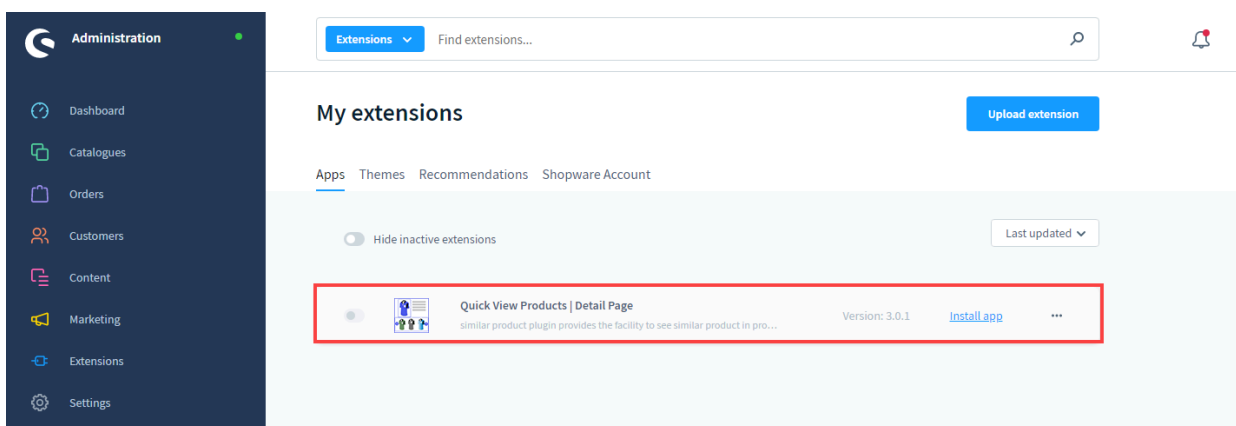 Administration
Dashboard
Catalogues
Orders
Customers
Content
Marketing
Extensions
Settings
Extensions
Find extensions...
My extensions
Upload extension
Apps Themes Recommendations Shopware Account
Hide inactive extensions
Last updated
Quick View Products | Detail Page
similar product plugin provides the facility to see similar product in pro...
Version: 3.0.1
Install app